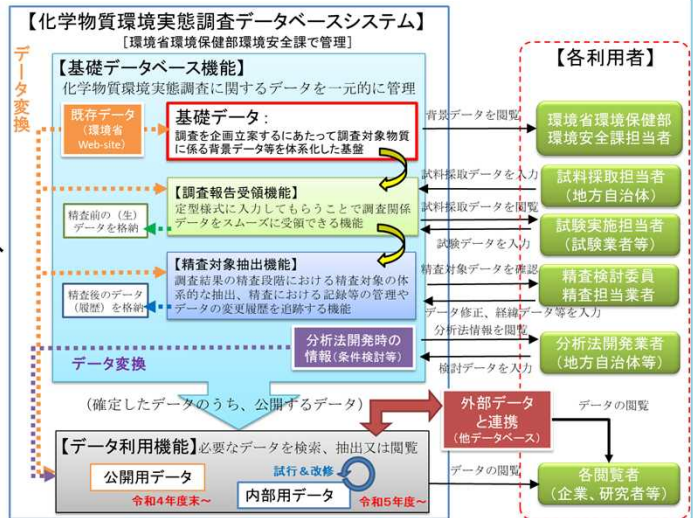 【化学物質環境実態調査データベースシステム】
[環境省環境保健部環境安全課で管理]
【基礎データベース機能】
化学物質環境実態調査に関するデータを一元的に管理
データ変換
既存データ
(環境省
Web-site)
基礎データ:
調査を企画立案するにあたって調査対象物質
に係る背景データ等を体系化した基盤
【調査報告受領機能】
定型様式に入力してもらうことで調査関係
データをスムーズに受領できる機能
精査前の(生)
データを格納
【精査対象抽出機能】
調査結果の精査段階における精査対象の体
系的な抽出、精査における記録等の管理や
データの変更履歴を追跡する機能
精査後のデータ
(履歴)を格納
分析法開発時の
情報(条件検討等)
データ変換
(確定したデータのうち、公開するデータ)
【データ利用機能】必要なデータを検索、抽出又は閲覧
公開用データ
令和4年度末~
試行&改修
内部用データ
令和5年度~
外部データ
と連携
(他データベース)
背景データを閲覧
試料採取データを入力
試料採取データを閲覧
試験データを入力
精査対象データを確認
データ修正、経緯データ等を入力
分析法情報を閲覧
検討データを入力
データの閲覧
データの閲覧
【各利用者】
環境省環境保健部
環境安全課担当者
試料採取担当者
(地方自治体)
試験実施担当者
(試験業者等)
精査検討委員
精査担当業者
分析法開発業者
(地方自治体等)
各閲覧者
(企業、研究者等)